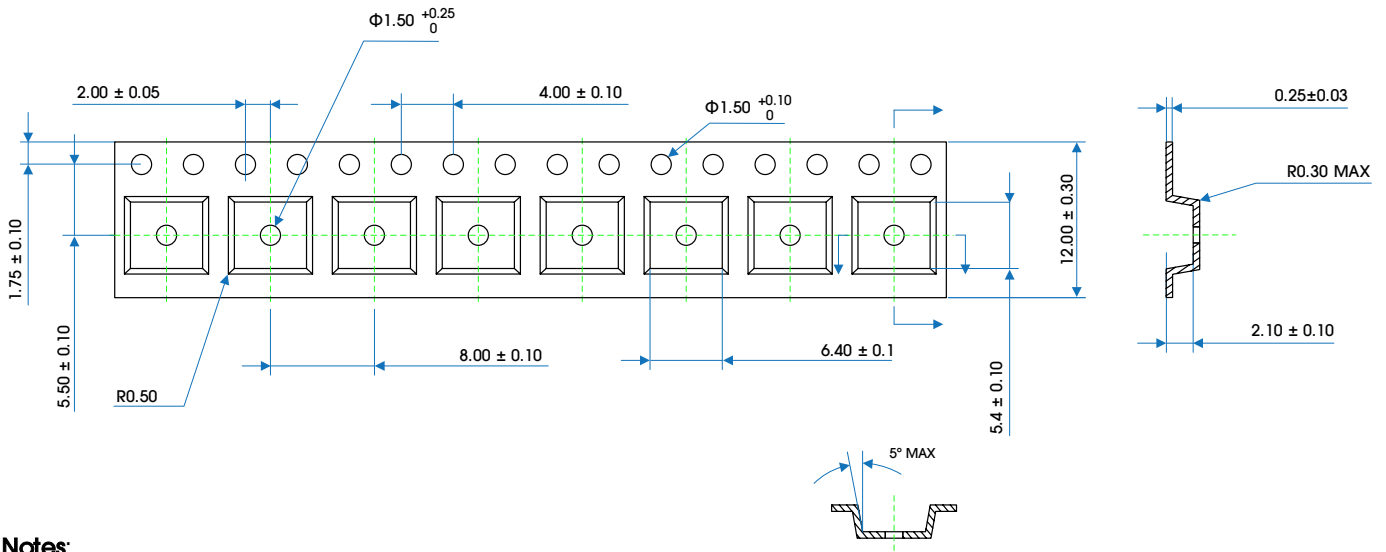 Φ1.50 +0.25 0
2.00 ± 0.05
4.00 ± 0.10
Φ1.50 +0.10 0
0.25±0.03
R0.30 MAX
1.75 ± 0.10
5.50 ± 0.10
12.00 ± 0.30
2.10 ± 0.10
8.00 ± 0.10
6.40 ± 0.1
5.4 ± 0.10
R0.50
5° MAX
Notes: